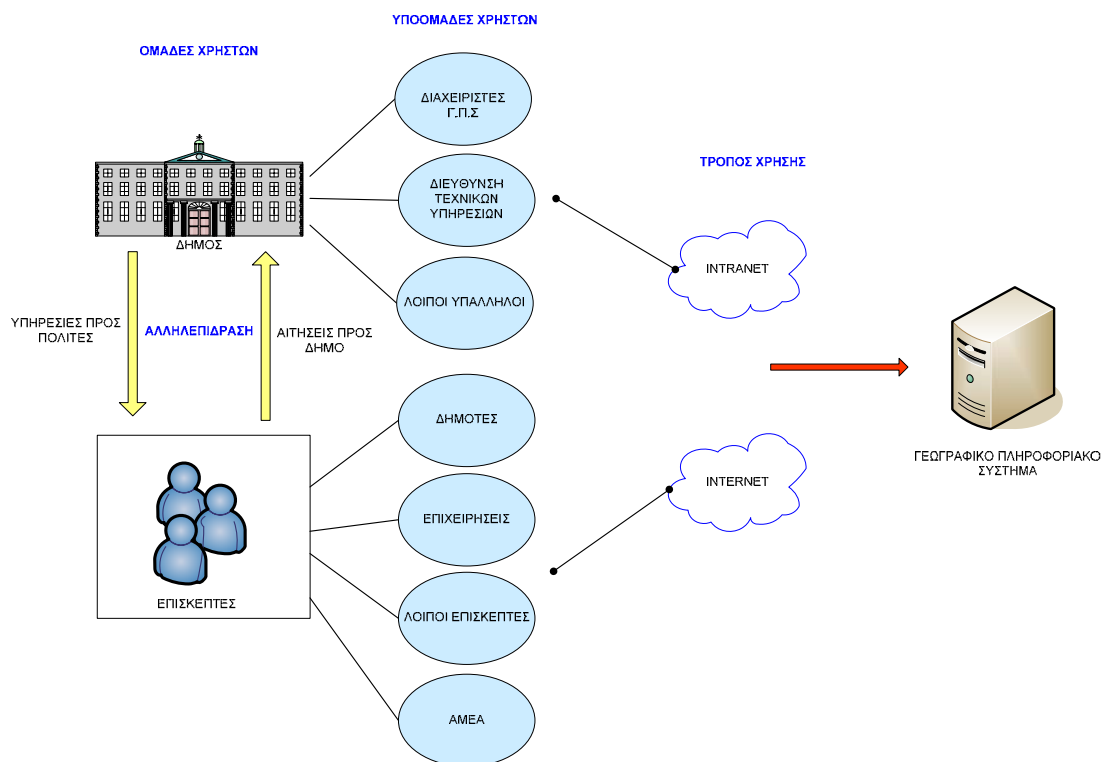 ΥΠΟΟΜΑΔΕΣ ΧΡΗΣΤΩΝ
ΟΜΑΔΕΣ ΧΡΗΣΤΩΝ
ΔΙΑΧΕΙΡΙΣΤΕΣ
Γ.Π.Σ
ΤΡΟΠΟΣ ΧΡΗΣΗΣ
ΔΙΕΥΘΥΝΣΗ
ΤΕΧΝΙΚΩΝ
ΥΠΗΡΕΣΙΩΝ
ΔΗΜΟΣ
INTRANET
ΛΟΙΠΟΙ ΥΠΑΛΛΗΛΟΙ
ΥΠΗΡΕΣΙΕΣ ΠΡΟΣ
ΠΟΛΙΤΕΣ
ΑΛΛΗΛΕΠΙΔΡΑΣΗ
ΑΙΤΗΣΕΙΣ ΠΡΟΣ
ΔΗΜΟ
ΔΗΜΟΤΕΣ
ΓΕΩΓΡΑΦΙΚΟ ΠΛΗΡΟΦΟΡΙΑΚΟ
ΣΥΣΤΗΜΑ
INTERNET
ΕΠΙΧΕΙΡΗΣΕΙΣ
ΕΠΙΣΚΕΠΤΕΣ
ΛΟΙΠΟΙ ΕΠΙΣΚΕΠΤΕΣ
ΑΜΕΑ